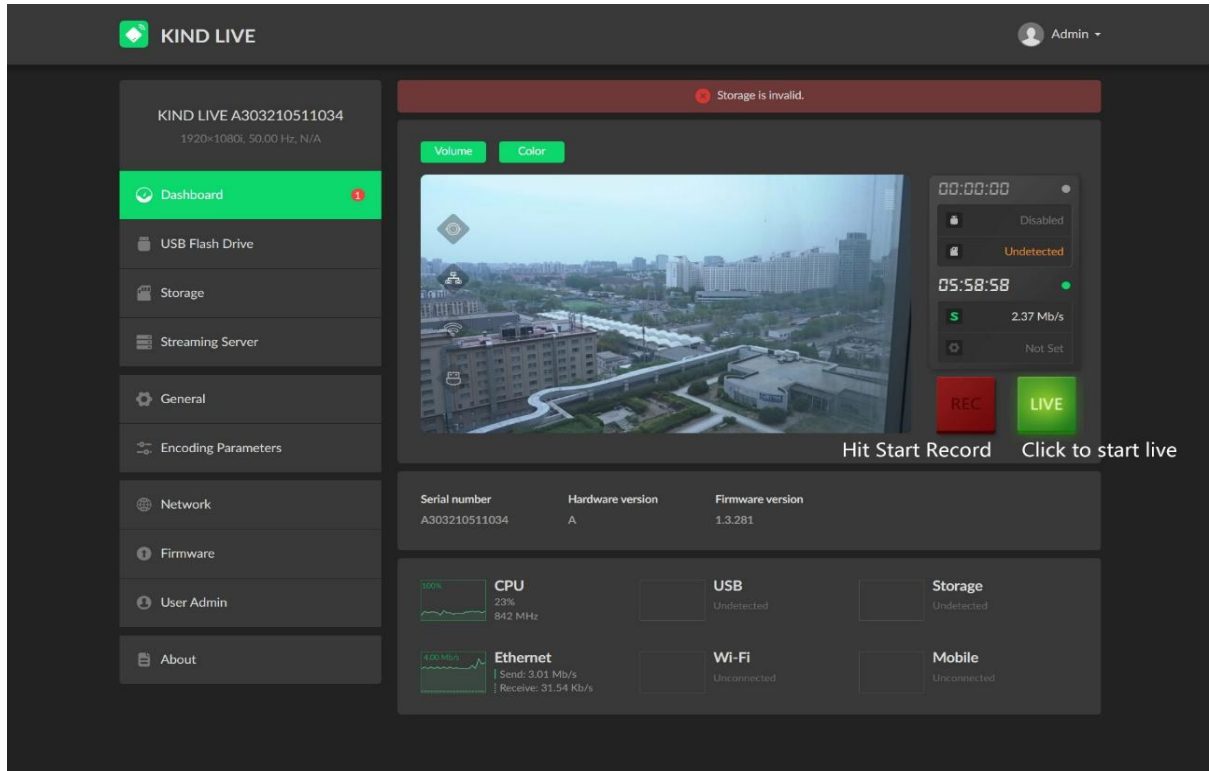 KIND LIVE
Admin
KIND LIVE A303210511034
1920×1080i, 50.00 Hz, N/A
Dashboard
1
USB Flash Drive
Storage
Streaming Server
General
Encoding Parameters
Network
Firmware
User Admin
About
Storage is invalid.
Volume Color
00:00:00
Disabled
Undetected
05:58:58
S 2.37 Mb/s
Not Set
REC LIVE
Hit Start Record Click to start live
Serial number Hardware version Firmware version
A303210511034 A 1.3.281
100%
CPU
23%
842 MHz
USB
Undetected
Storage
Undetected
4.00 Mb/s
Ethernet
Send: 3.01 Mb/s
Receive: 31.54 Kb/s
Wi-Fi
Unconnected
Mobile
Unconnected